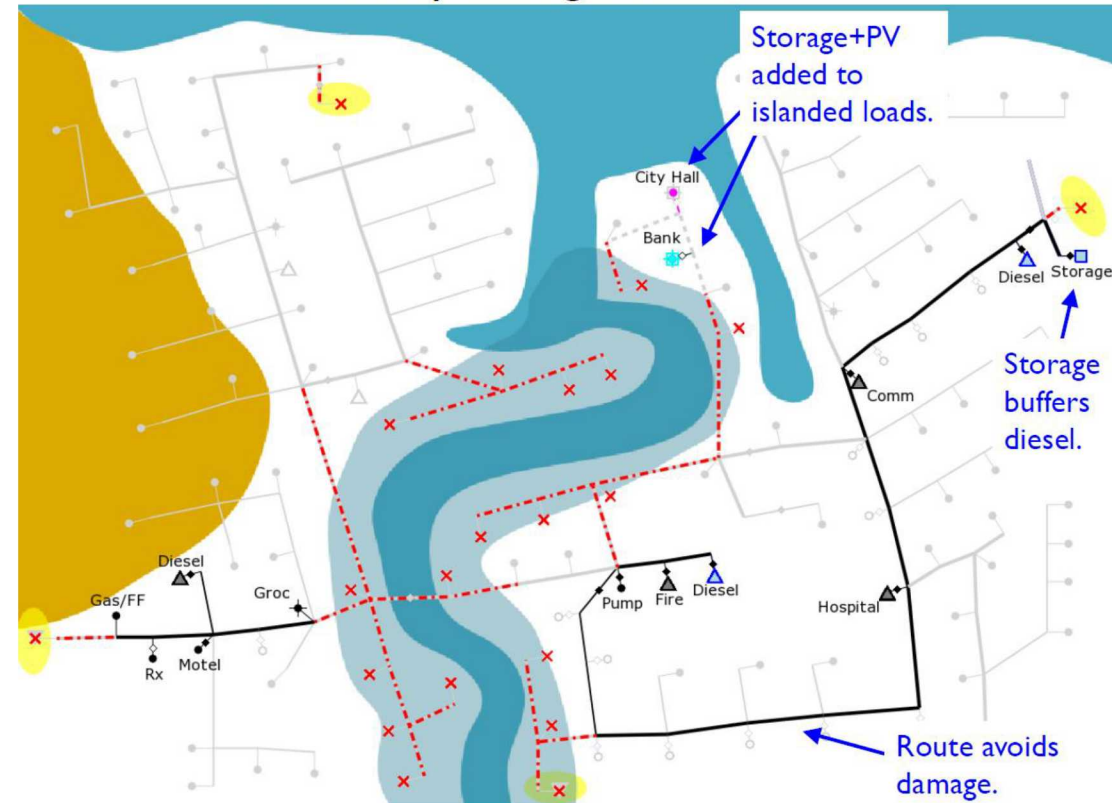 Storage+PV
added to
islanded loads.
City Hall
Bank
Diesel
Storage
Storage
buffers
diesel.
Comm
Diesel
Gas/FF
Groc
Rx
Motel
Pump
Fire
Diesel
Hospital
Route avoids
damage.